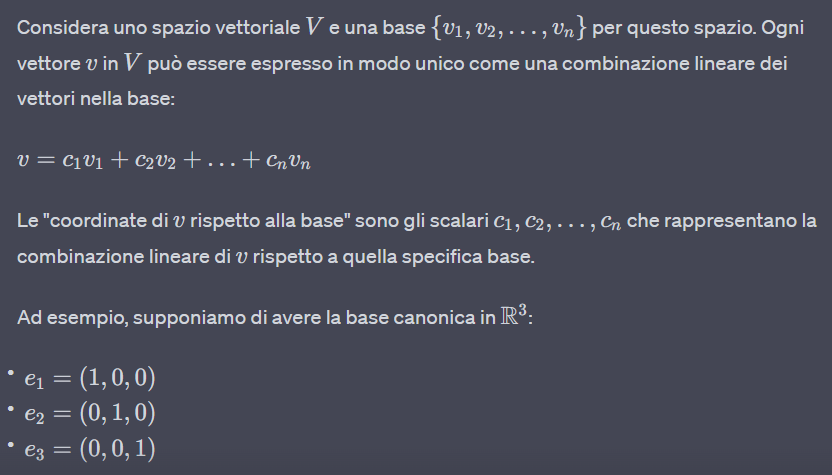 Considera uno spazio vettoriale V e una base {v₁, v₂, . . . , vₙ} per questo spazio. Ogni
vettore v in V può essere espresso in modo unico come una combinazione lineare dei
vettori nella base:
v = c₁v₁ + c₂v₂ + . . . + cₙvₙ
Le "coordinate di v rispetto alla base" sono gli scalari c₁, c₂, . . . , cₙ che rappresentano la
combinazione lineare di v rispetto a quella specifica base.
Ad esempio, supponiamo di avere la base canonica in ℝ³:
• e₁ = (1, 0, 0)
• e₂ = (0, 1, 0)
• e₃ = (0, 0, 1)